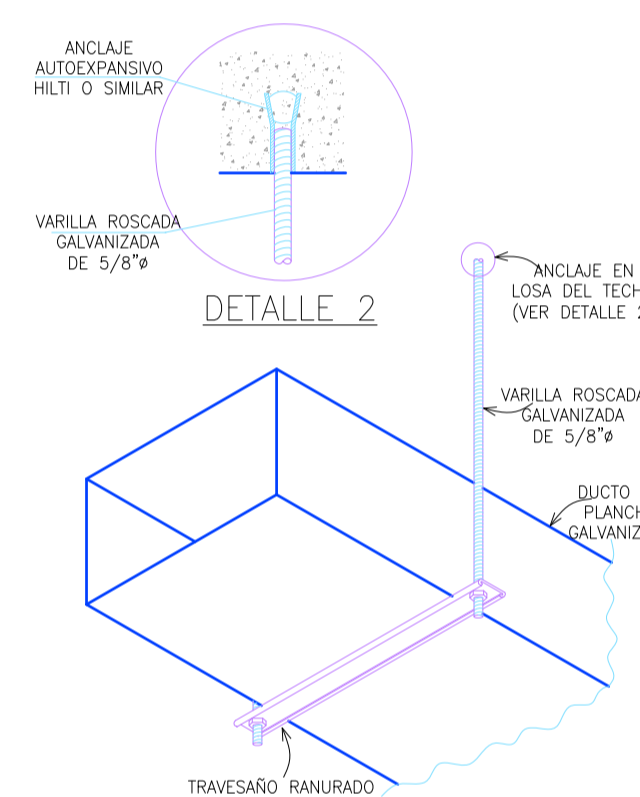 ANCLAJE
AUTOEXPANSIVO
HILTI O SIMILAR
VARILLA ROSCADA
GALVANIZADA
DE 5/8"ø
DETALLE 2
ANCLAJE EN
LOSA DEL TECH
(VER DETALLE 2
VARILLA ROSCADA
GALVANIZADA
DE 5/8"ø
DUCTO
PLANCH
GALVANIZ
TRAVESAÑO RANURADO